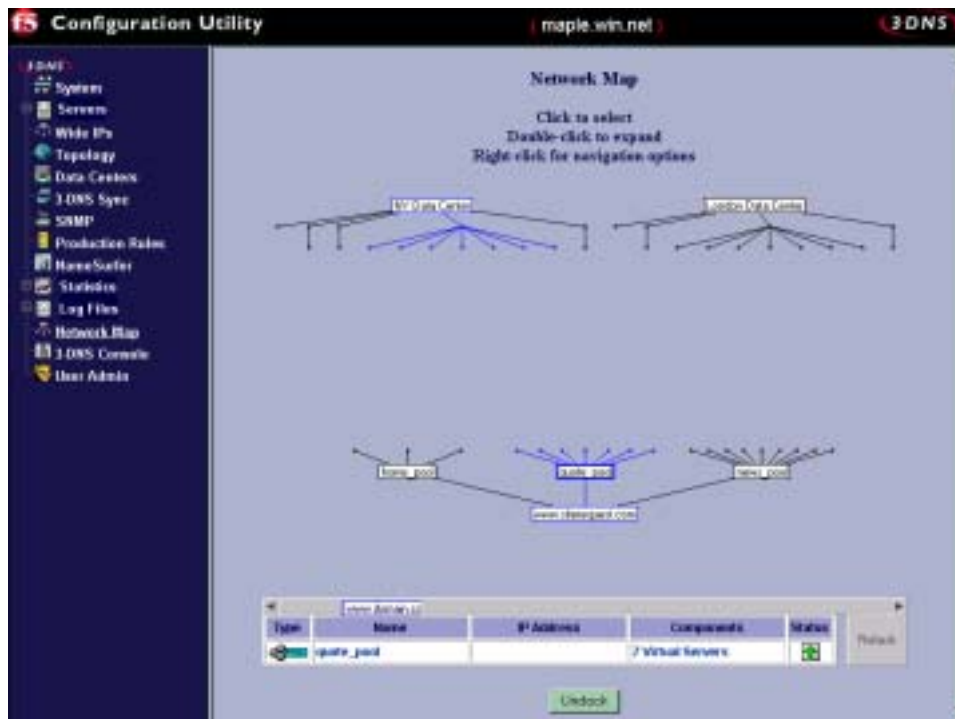 f5 Configuration Utility
( maple.win.net )
3DNS
3DNS
System
Servers
Wide IPs
Topology
Data Centers
3-DNS Sync
SNMP
Production Rules
NameSurfer
Statistics
Log Files
Network Map
3-DNS Console
User Admin
Network Map
Click to select
Double-click to expand
Right-click for navigation options
NY Data Center
London Data Center
home_pool
quote_pool
news_pool
Type Name IP Address Components Status
quote_pool 7 Virtual Servers
Refresh
Undock